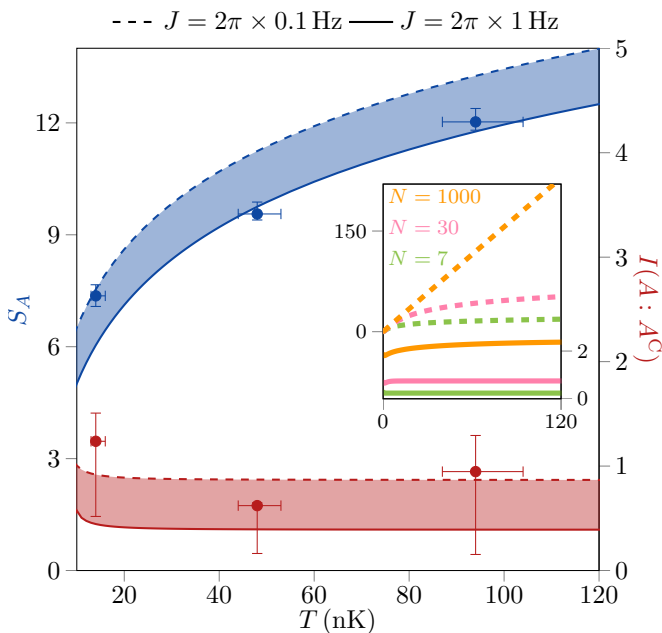 J = 2π × 0.1 Hz J = 2π × 1 Hz
S_A
12
9
6
3
0
5
4
3
2
1
0
I(A : A^C)
N = 1000
N = 30
N = 7
150
0
2
0
0 120
20 40 60 80 100 120
T (nK)